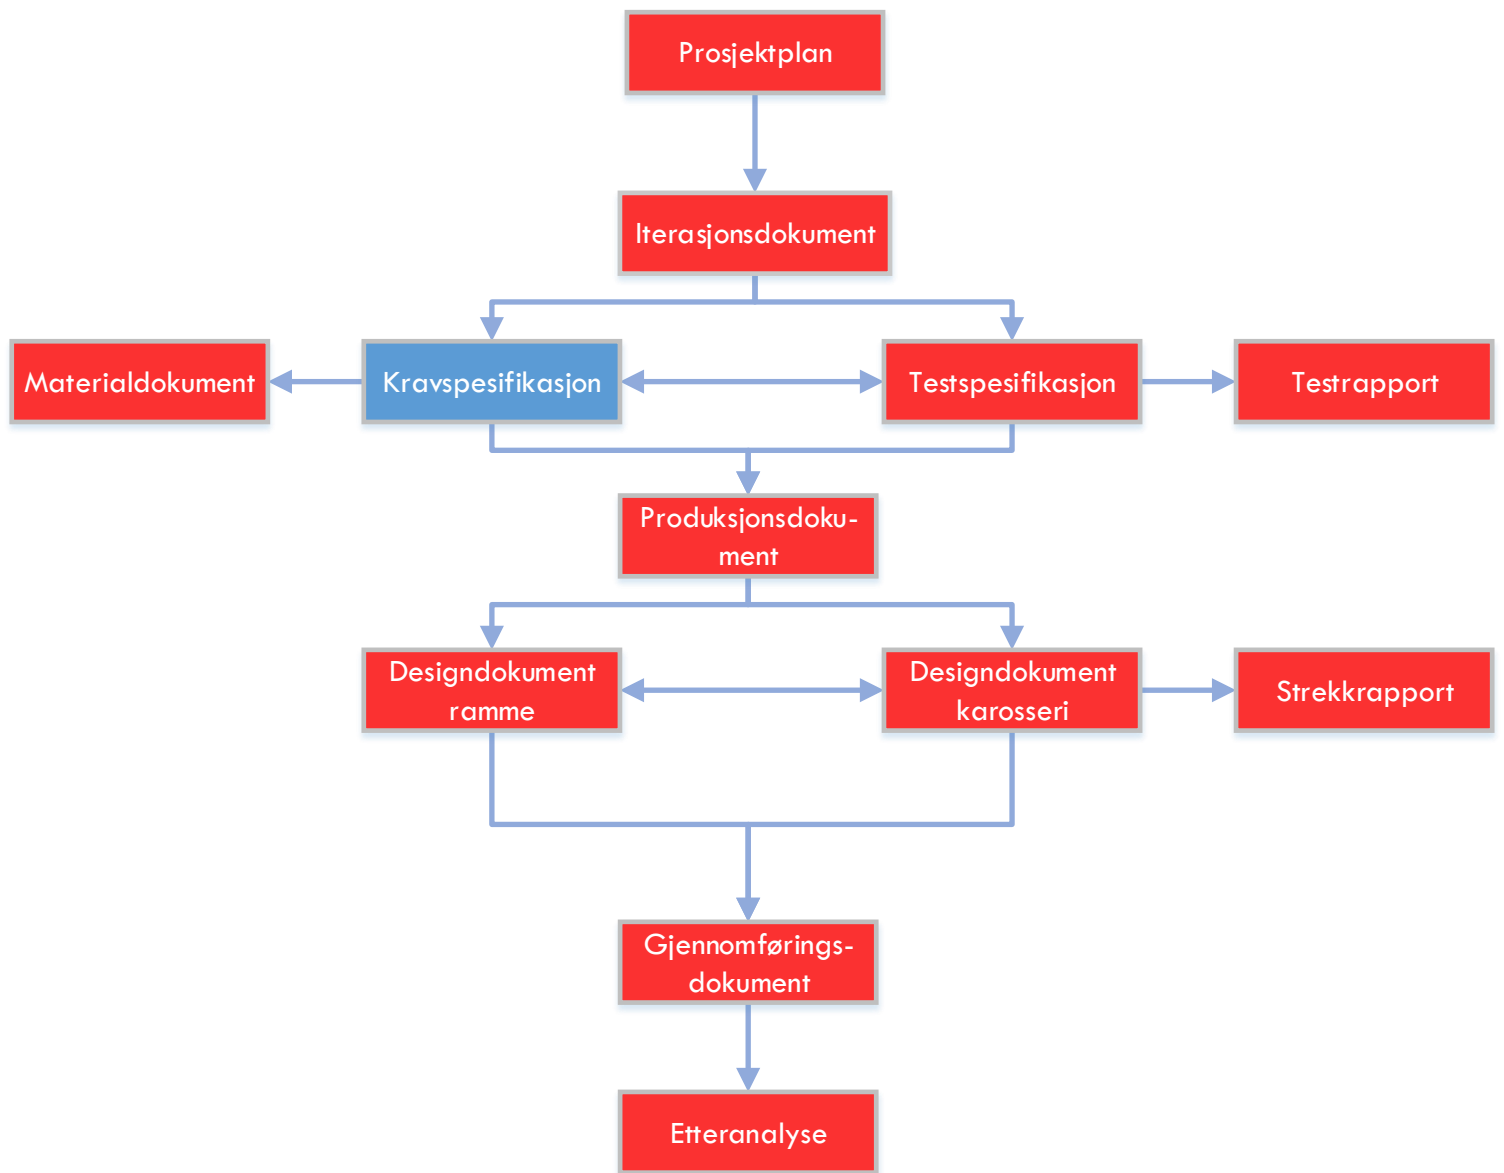 Prosjektplan
Iterasjonsdokument
Materialdokument
Kravspesifikasjon
Testspesifikasjon
Testrapport
Produksjonsdoku-
ment
Designdokument
ramme
Designdokument
karosseri
Strekkrapport
Gjennomførings-
dokument
Etteranalyse